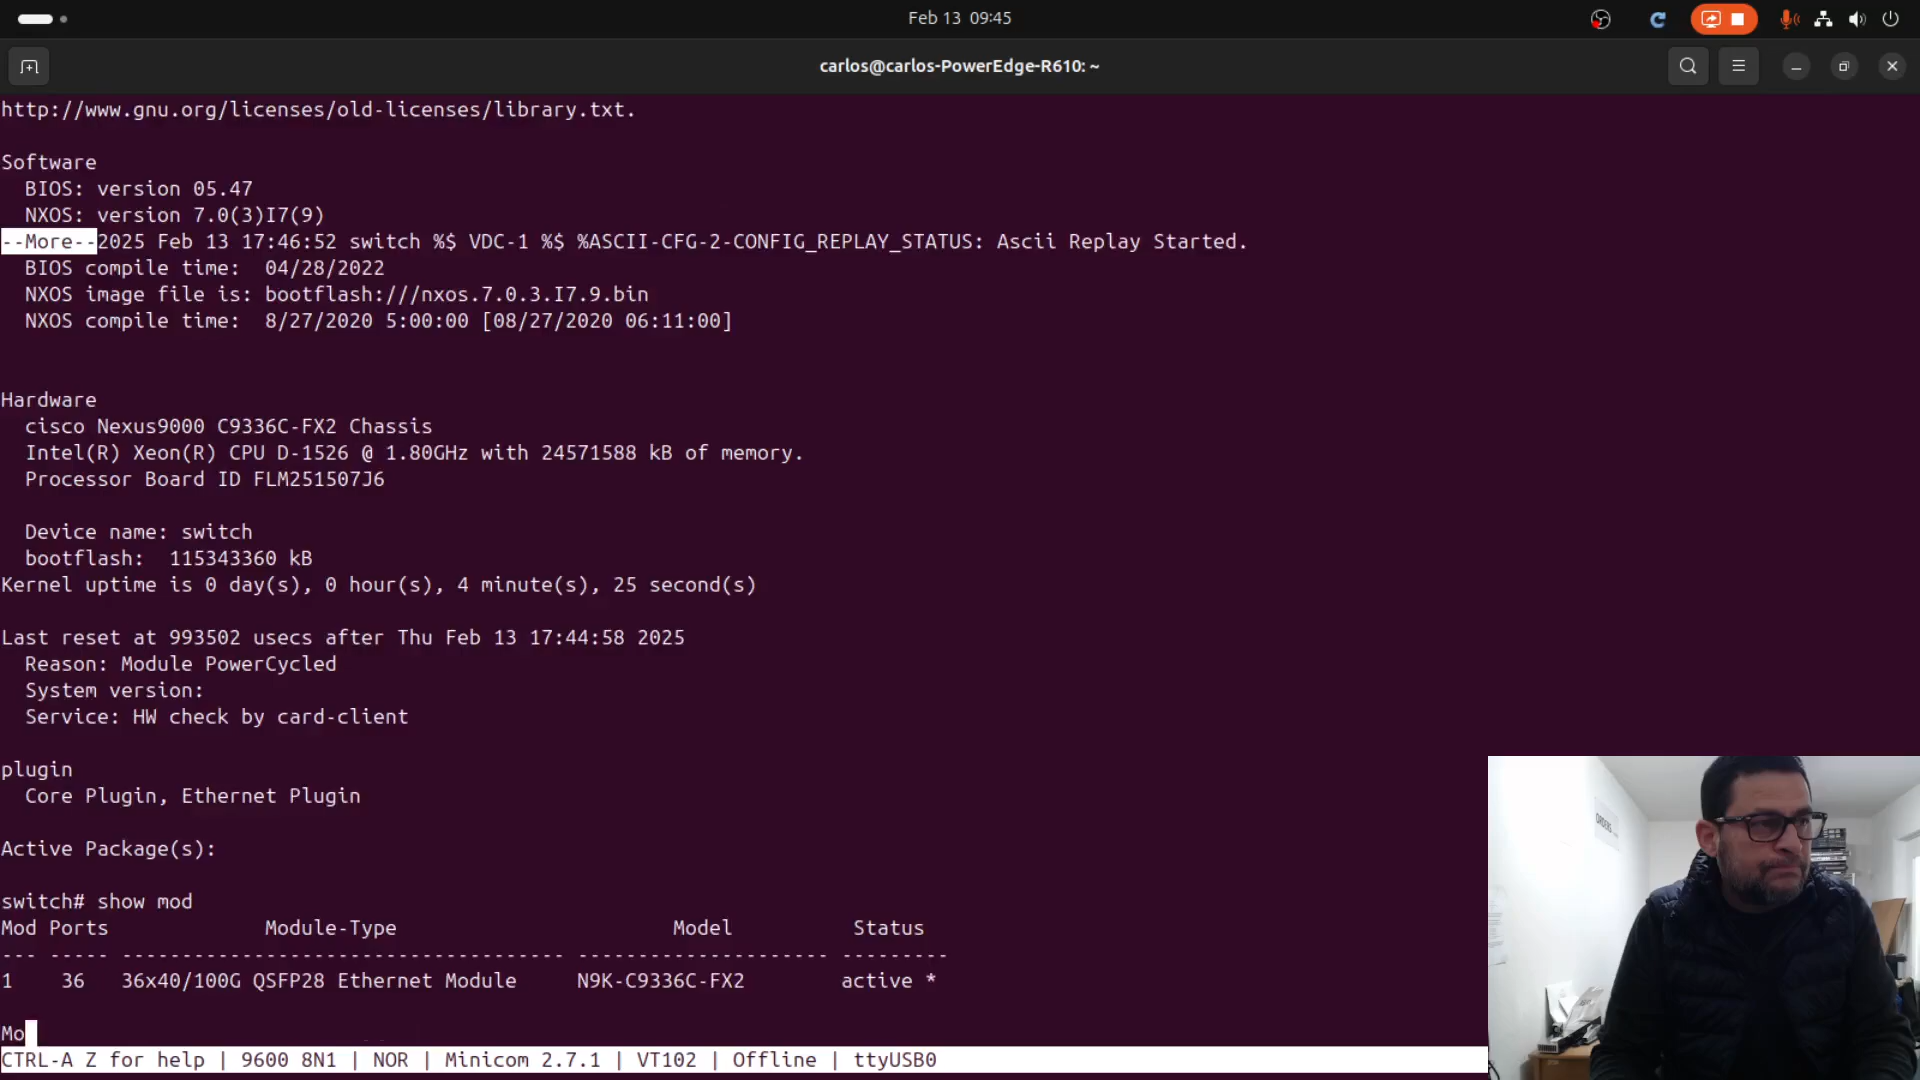 Feb 13 09:45
carlos@carlos-PowerEdge-R610: ~
http://www.gnu.org/licenses/old-licenses/library.txt.
Software
BIOS: version 05.47
NXOS: version 7.0(3)I7(9)
--More--2025 Feb 13 17:46:52 switch %$ VDC-1 %$ %ASCII-CFG-2-CONFIG_REPLAY_STATUS: Ascii Replay Started.
BIOS compile time:  04/28/2022
NXOS image file is: bootflash:///nxos.7.0.3.I7.9.bin
NXOS compile time:  8/27/2020 5:00:00 [08/27/2020 06:11:00]
Hardware
cisco Nexus9000 C9336C-FX2 Chassis
Intel(R) Xeon(R) CPU D-1526 @ 1.80GHz with 24571588 kB of memory.
Processor Board ID FLM251507J6
Device name: switch
bootflash:  115343360 kB
Kernel uptime is 0 day(s), 0 hour(s), 4 minute(s), 25 second(s)
Last reset at 993502 usecs after Thu Feb 13 17:44:58 2025
Reason: Module PowerCycled
System version:
Service: HW check by card-client
plugin
Core Plugin, Ethernet Plugin
Active Package(s):
switch# show mod
Mod Ports             Module-Type                       Model           Status
--- ----- ------------------------------------- --------------------- ---------
1    36   36x40/100G QSFP28 Ethernet Module     N9K-C9336C-FX2        active *
Mo
CTRL-A Z for help | 9600 8N1 | NOR | Minicom 2.7.1 | VT102 | Offline | ttyUSB0